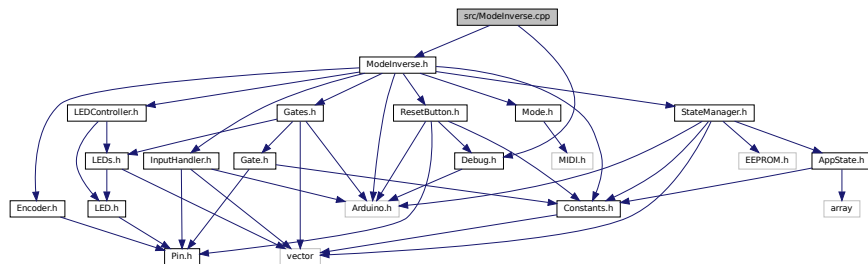 src/ModeInverse.cpp
ModeInverse.h
LEDController.h
Gates.h
ResetButton.h
Mode.h
StateManager.h
LEDs.h
InputHandler.h
Gate.h
Debug.h
MIDI.h
EEPROM.h
AppState.h
Encoder.h
LED.h
Arduino.h
Constants.h
array
Pin.h
vector